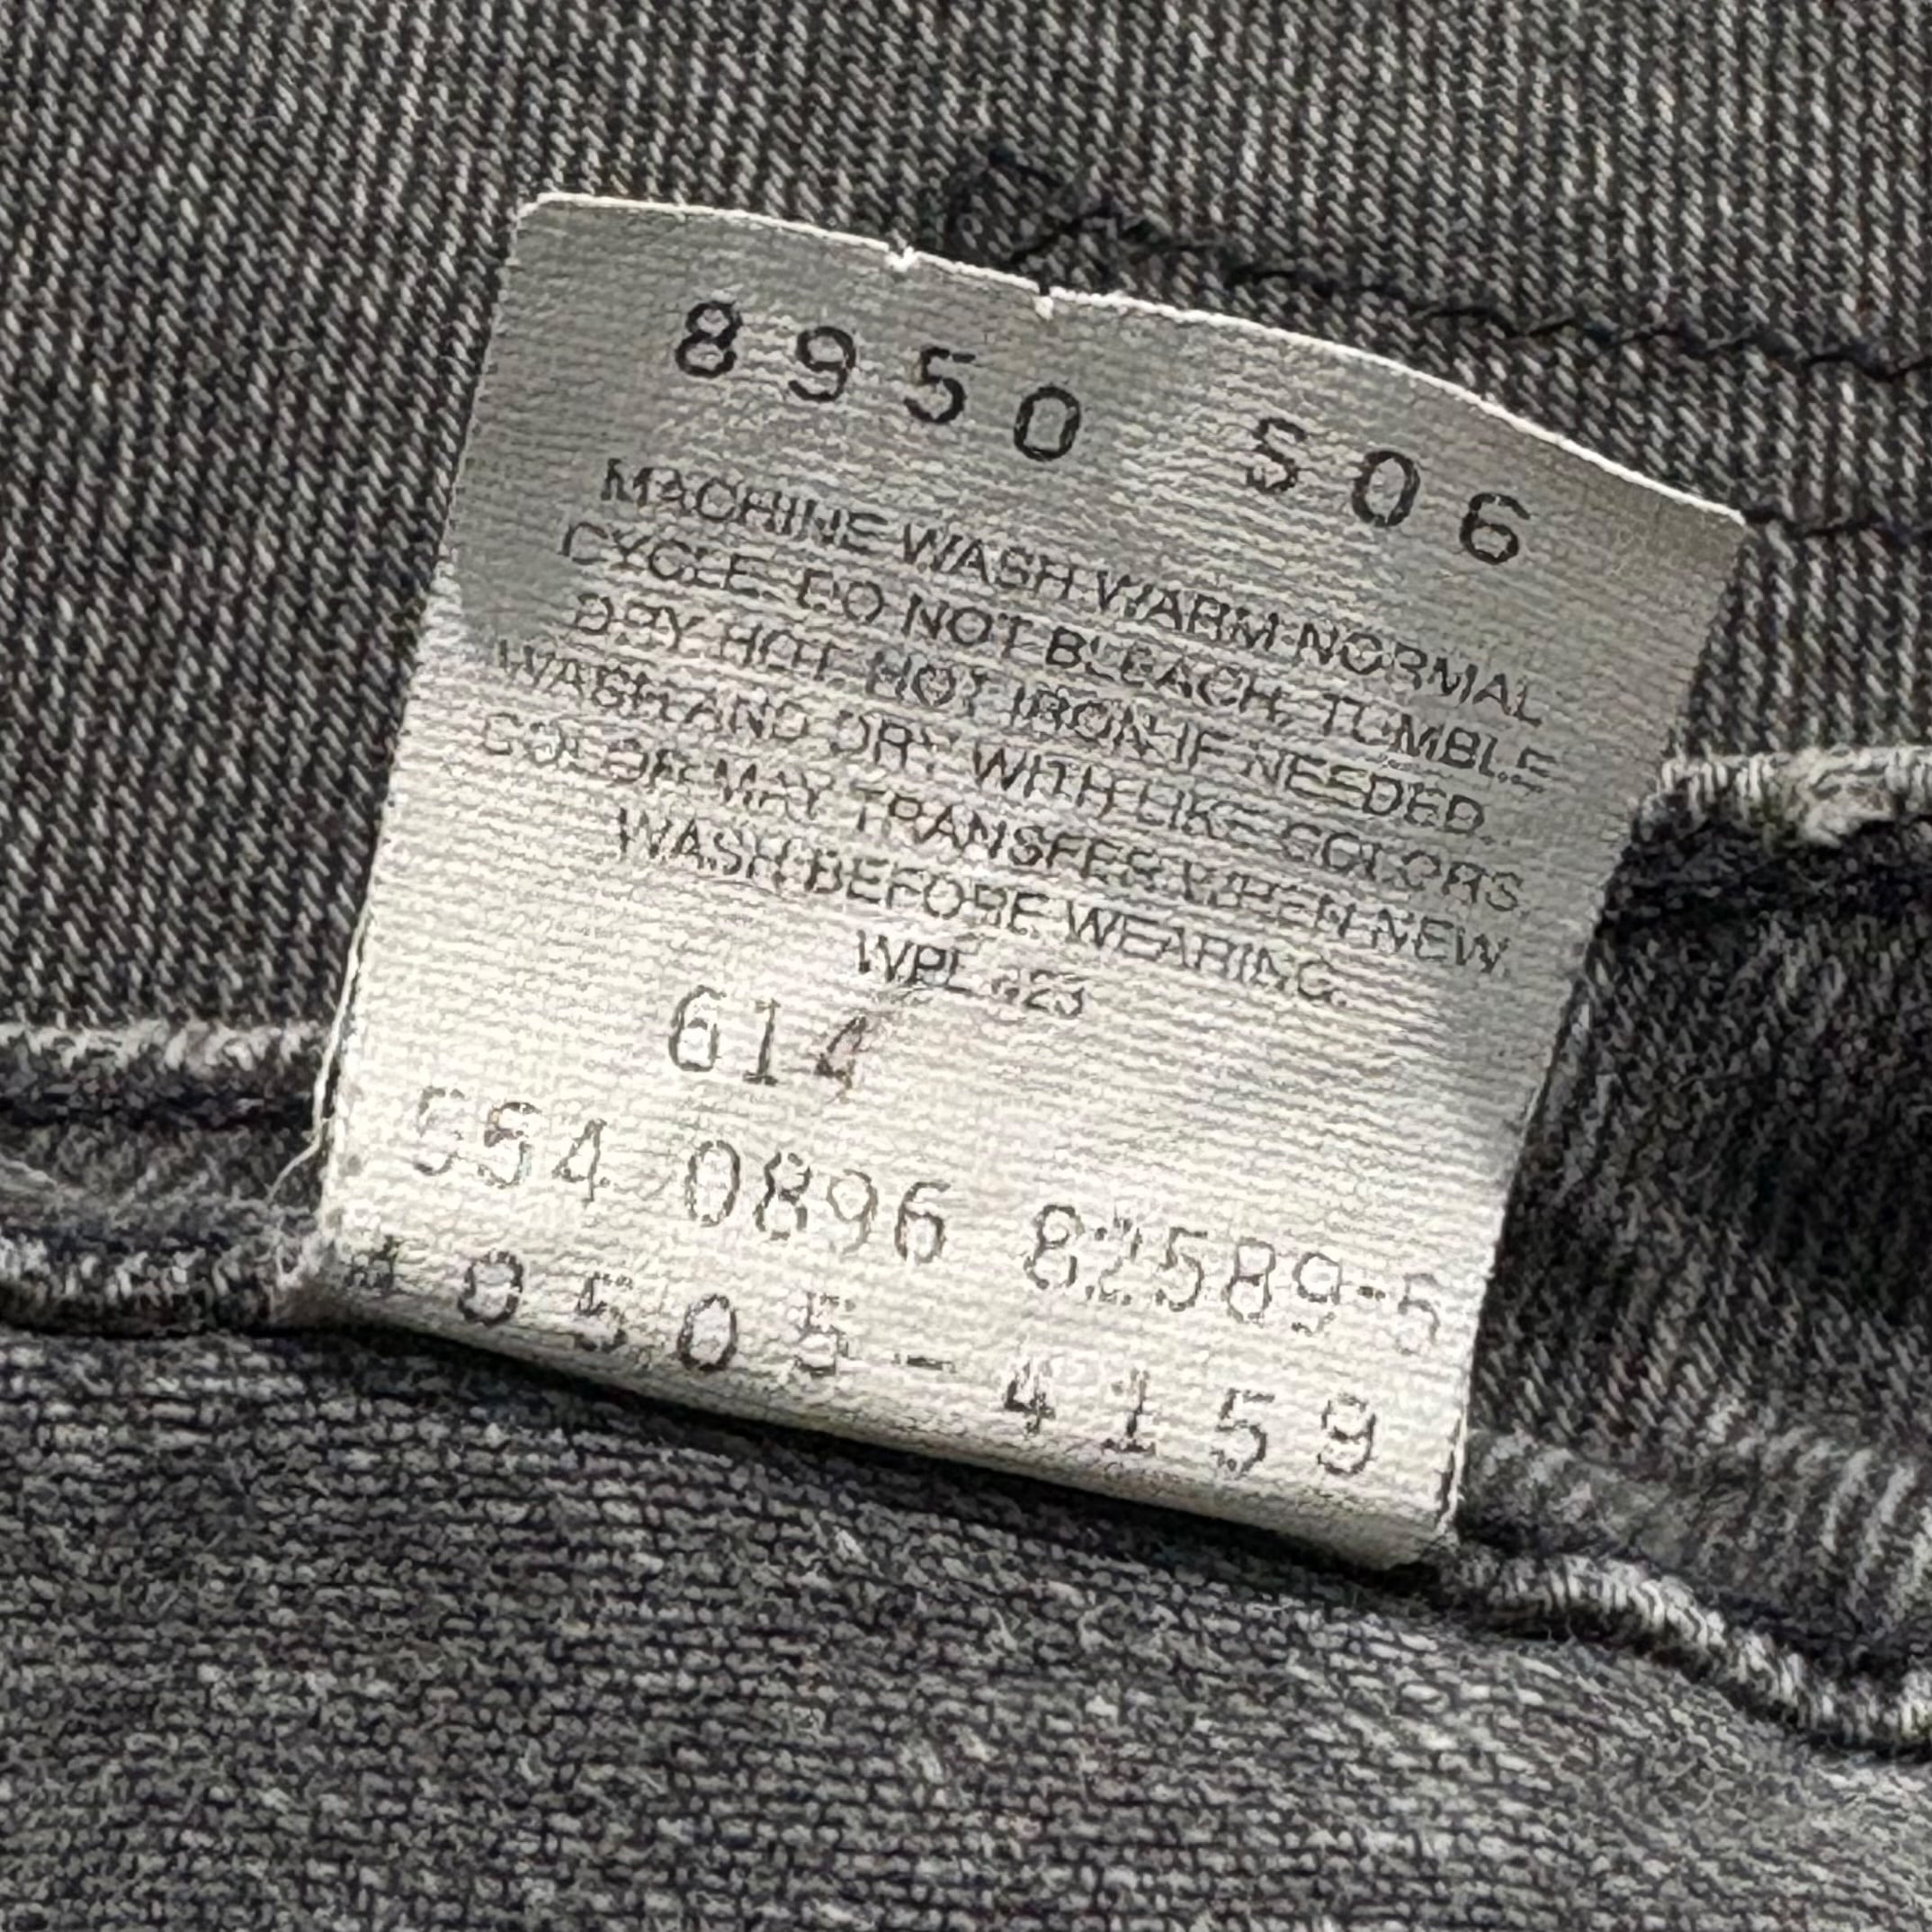 8950 506
MACHINE WASH WARM NORMAL
CYCLE. DO NOT BLEACH. TUMBLE
DRY HOT. HOT IRON IF NEEDED.
WASH AND DRY WITH LIKE COLORS.
COLOR MAY TRANSFER WHEN NEW.
WASH BEFORE WEARING.
WPL 423
614
554 0896 82589-5
10505-4159